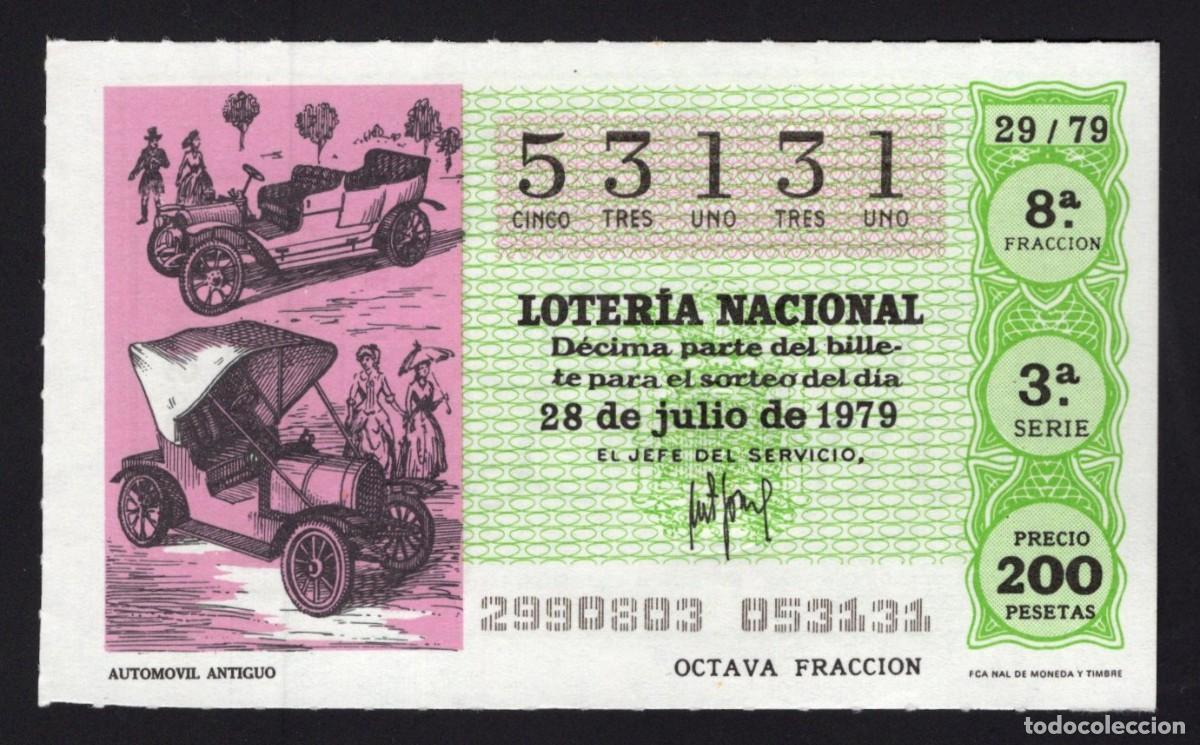 53131
CINCO TRES UNO TRES UNO
LOTERÍA NACIONAL
Décima parte del bille-
te para el sorteo del día
28 de julio de 1979
EL JEFE DEL SERVICIO,
2990803 053131
OCTAVA FRACCION
29 / 79
8ª.
FRACCION
3ª.
SERIE
PRECIO
200
PESETAS
FCA NAL DE MONEDA Y TIMBRE
AUTOMOVIL ANTIGUO
todocoleccion